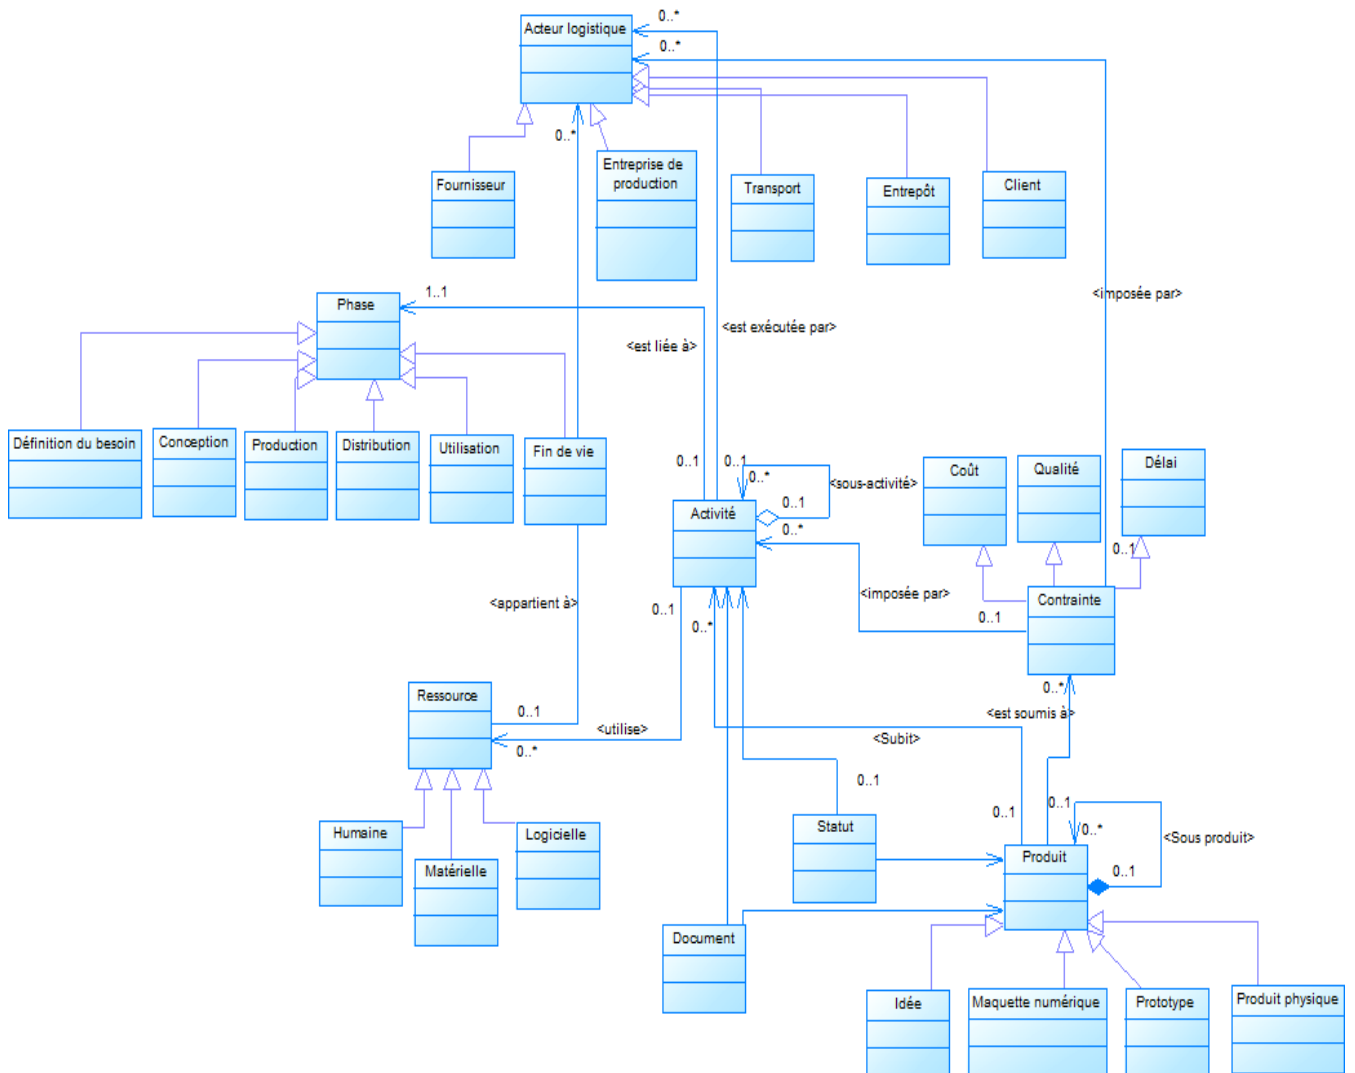 0..*
Acteur logistique
0..*
0..*
Entreprise de
production
Fournisseur
Transport
Entrepôt
Client
1..1
<imposée par>
Phase
<est exécutée par>
<est liée à>
Définition du besoin
Conception
Production
Distribution
Utilisation
Fin de vie
0..1
0..1
0..*
<sous-activité>
Coût
Qualité
Délai
0..1
Activité
0..*
0..1
<appartient à>
0..1
0..*
<imposée par>
0..1
Contrainte
Ressource
0..1
0..*
<est soumis à>
<utilise>
0..*
<Subit>
0..1
0..1
0..1
0..*
<Sous produit>
Humaine
Logicielle
Statut
Matérielle
Produit
0..1
Document
Idée
Maquette numérique
Prototype
Produit physique